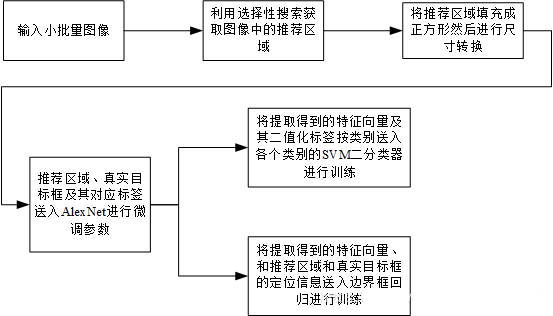 输入小批量图像
利用选择性搜索获
取图像中的推荐区
域
将推荐区域填充成
正方形然后进行尺
寸转换
推荐区域、真实目
标框及其对应标签
送入AlexNet进行微
调参数
将提取得到的特征向量及
其二值化标签按类别送入
各个类别的SVM二分类器
进行训练
将提取得到的特征向量、
和推荐区域和真实目标框
的定位信息送入边界框回
归进行训练